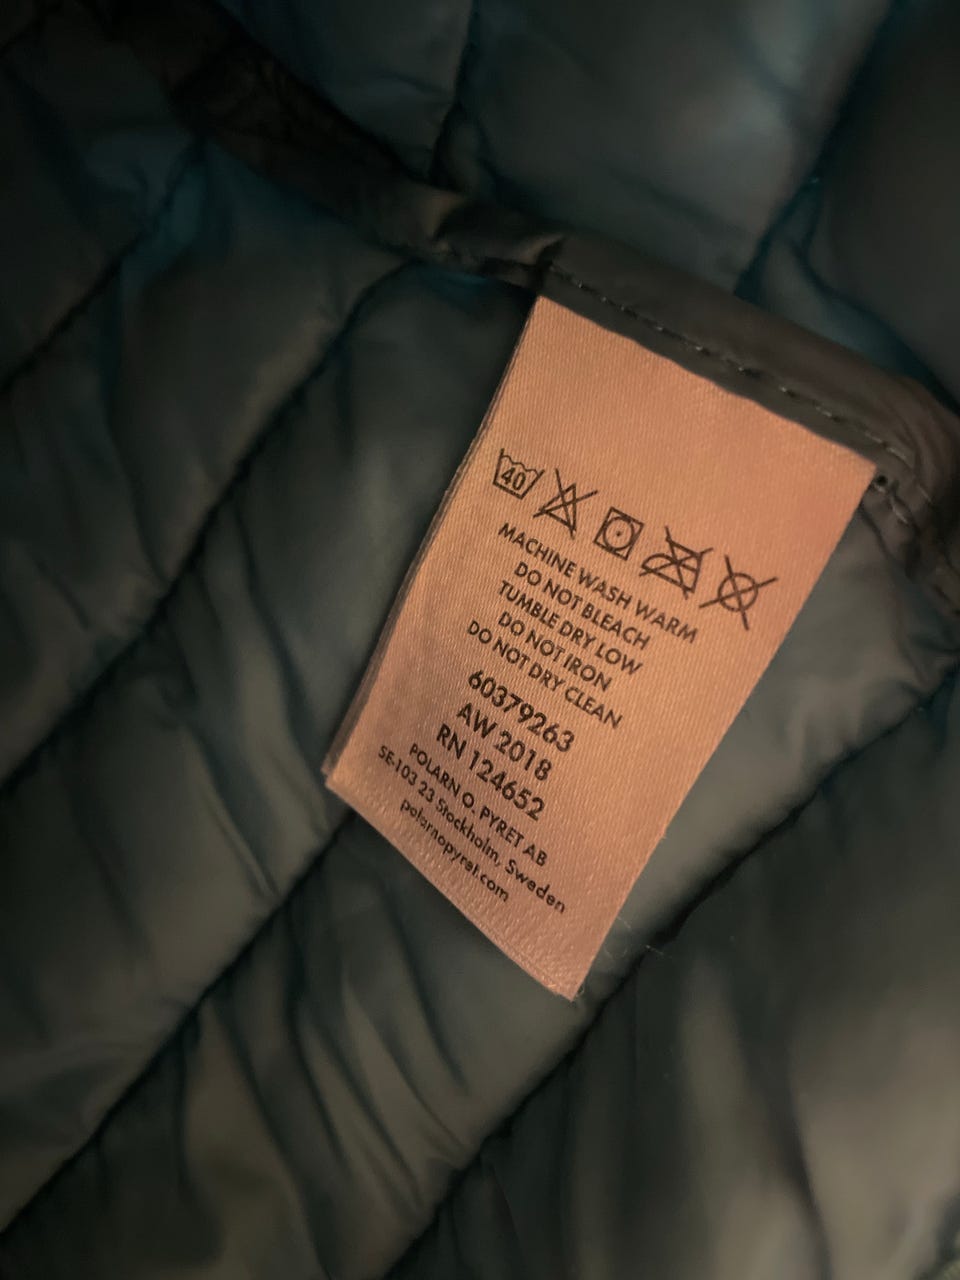 40
MACHINE WASH WARM
DO NOT BLEACH
TUMBLE DRY LOW
DO NOT IRON
DO NOT DRY CLEAN
60379263
AW 2018
RN 124652
POLARN O. PYRET AB
SE-103 23 Stockholm, Sweden
polarnopyret.com